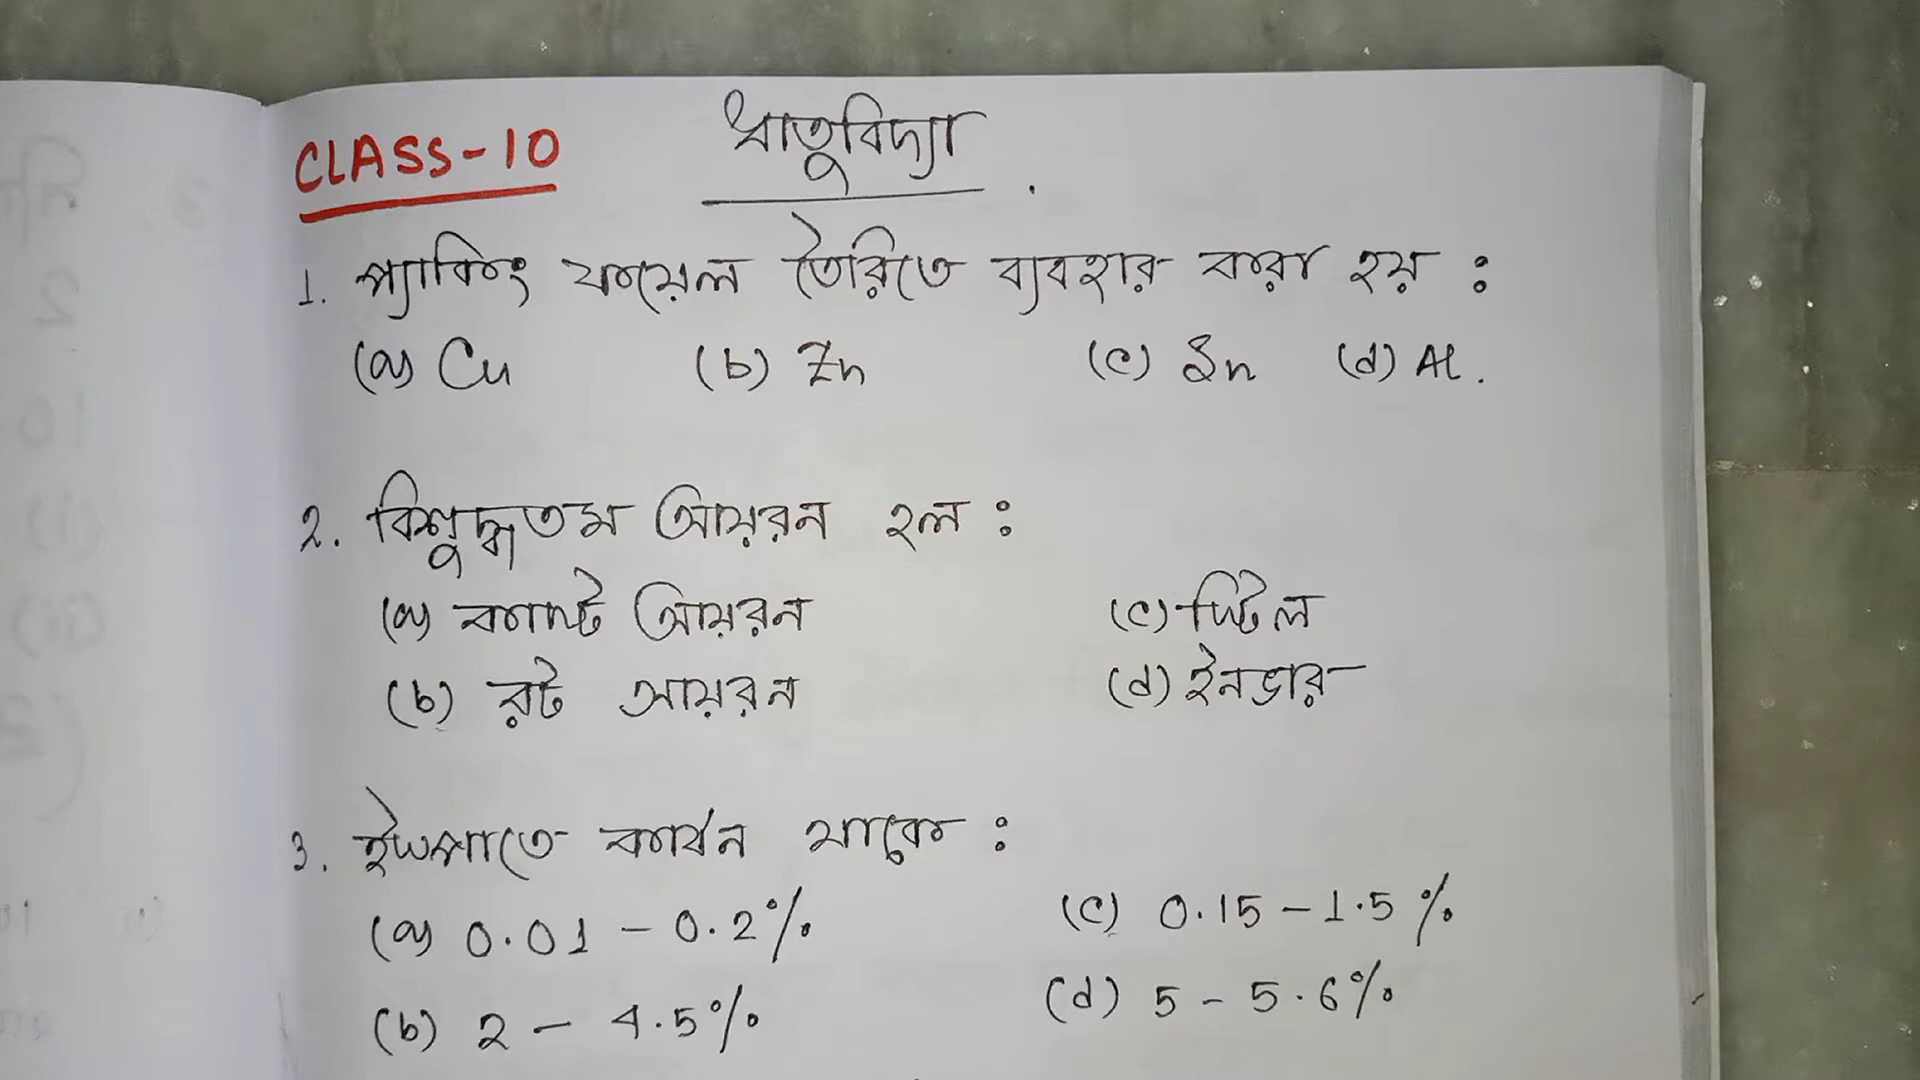 CLASS-10 ধাতুবিদ্যা
1. প্যাকিং ফয়েল তৈরিতে ব্যবহার করা হয় :
(a) Cu (b) Zn (c) Sn (d) Al.
2. বিশুদ্ধতম আয়রন হল :
(a) কাস্ট আয়রন (c) স্টিল
(b) রট আয়রন (d) ইনভার
3. ইস্পাতে কার্বন থাকে :
(a) 0.01 - 0.2% (c) 0.15 - 1.5%
(b) 2 - 4.5% (d) 5 - 5.6%